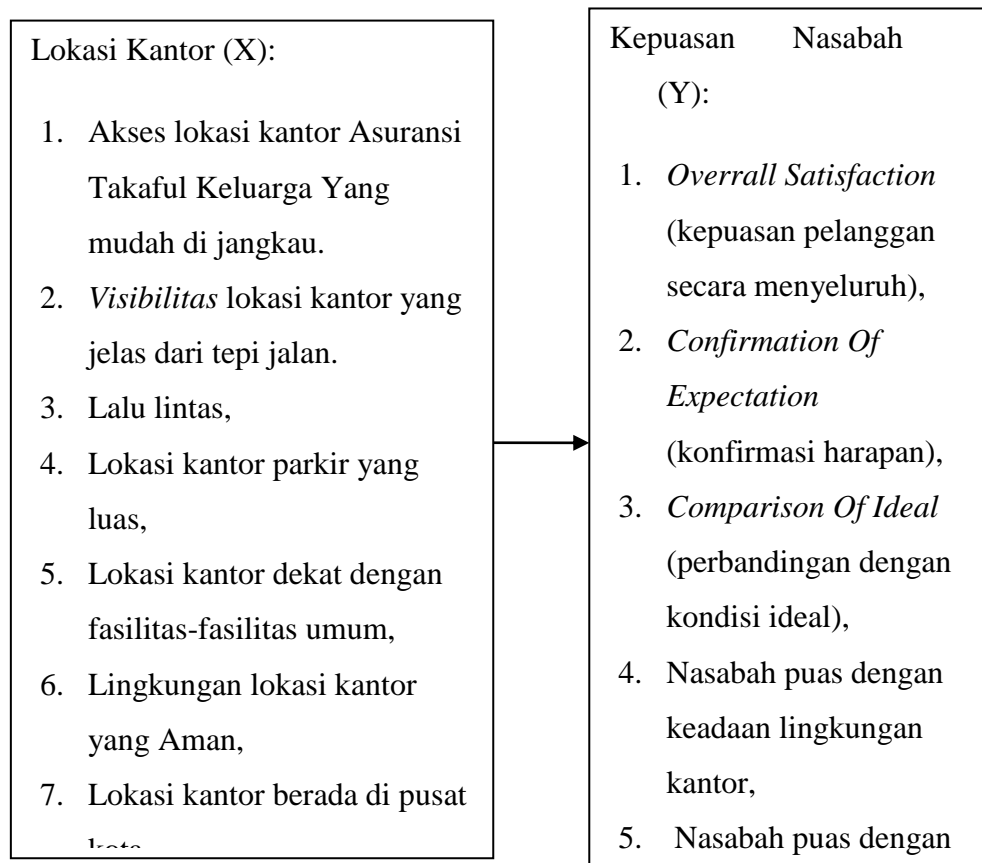 Lokasi Kantor (X):
1. Akses lokasi kantor Asuransi
Takaful Keluarga Yang
mudah di jangkau.
2. Visibilitas lokasi kantor yang
jelas dari tepi jalan.
3. Lalu lintas,
4. Lokasi kantor parkir yang
luas,
5. Lokasi kantor dekat dengan
fasilitas-fasilitas umum,
6. Lingkungan lokasi kantor
yang Aman,
7. Lokasi kantor berada di pusat
Kepuasan Nasabah
(Y):
1. Overrall Satisfaction
(kepuasan pelanggan
secara menyeluruh),
2. Confirmation Of
Expectation
(konfirmasi harapan),
3. Comparison Of Ideal
(perbandingan dengan
kondisi ideal),
4. Nasabah puas dengan
keadaan lingkungan
kantor,
5. Nasabah puas dengan